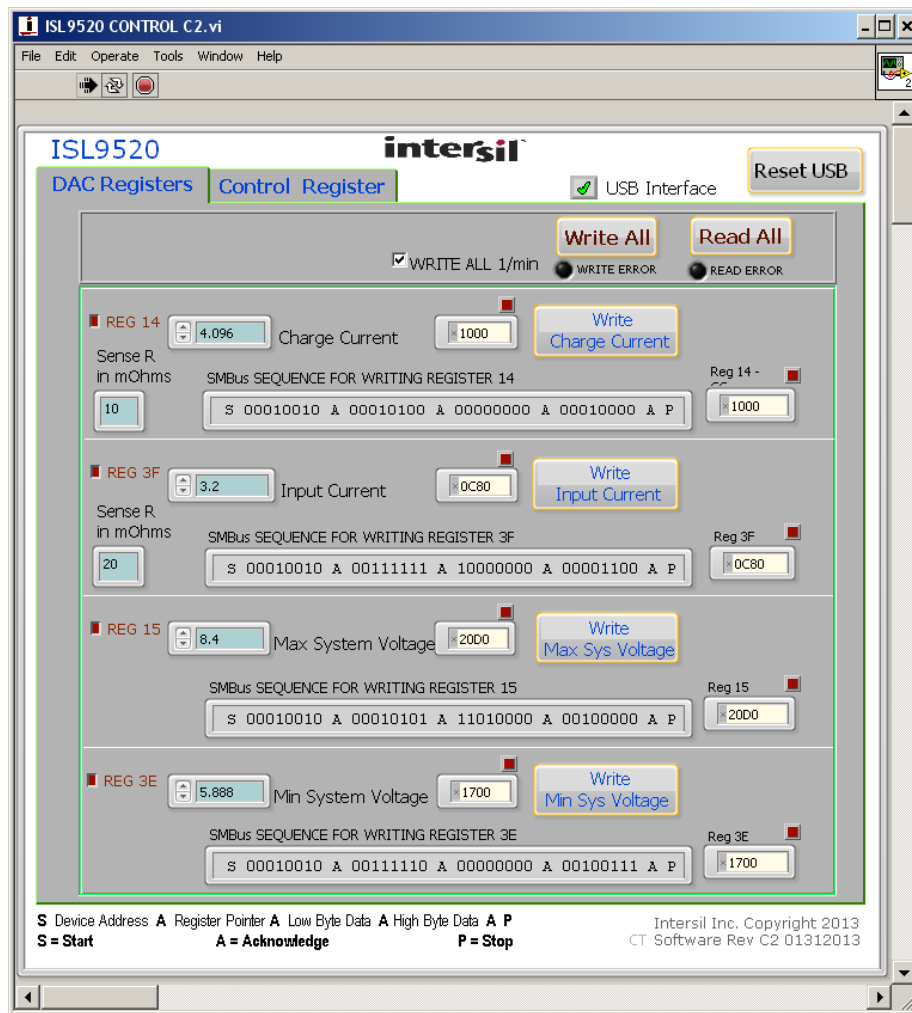 ISL9520 CONTROL C2.vi
File Edit Operate Tools Window Help
2
ISL9520
intersil
Reset USB
DAC Registers
Control Register
USB Interface
Write All
Read All
WRITE ALL 1/min
WRITE ERROR
READ ERROR
REG 14
4.096
Charge Current
×1000
Write
Charge Current
Sense R
in mOhms
10
SMBus SEQUENCE FOR WRITING REGISTER 14
S 00010010 A 00010100 A 00000000 A 00010000 A P
Reg 14 -
×1000
REG 3F
3.2
Input Current
×0C80
Write
Input Current
Sense R
in mOhms
20
SMBus SEQUENCE FOR WRITING REGISTER 3F
S 00010010 A 00111111 A 10000000 A 00001100 A P
Reg 3F
×0C80
REG 15
8.4
Max System Voltage
×20D0
Write
Max Sys Voltage
SMBus SEQUENCE FOR WRITING REGISTER 15
S 00010010 A 00010101 A 11010000 A 00100000 A P
Reg 15
×20D0
REG 3E
5.888
Min System Voltage
×1700
Write
Min Sys Voltage
SMBus SEQUENCE FOR WRITING REGISTER 3E
S 00010010 A 00111110 A 00000000 A 00100111 A P
Reg 3E
×1700
S Device Address A Register Pointer A Low Byte Data A High Byte Data A P
S = Start A = Acknowledge P = Stop
Intersil Inc. Copyright 2013
CT Software Rev C2 01312013